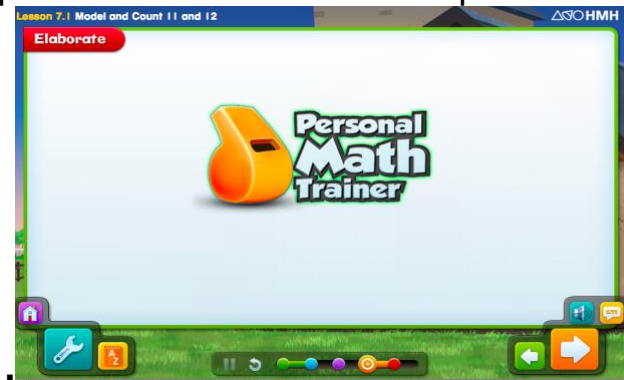 Lesson 7.1 Model and Count 11 and 12
HMH
Elaborate
Personal
Math
Trainer
A
Z